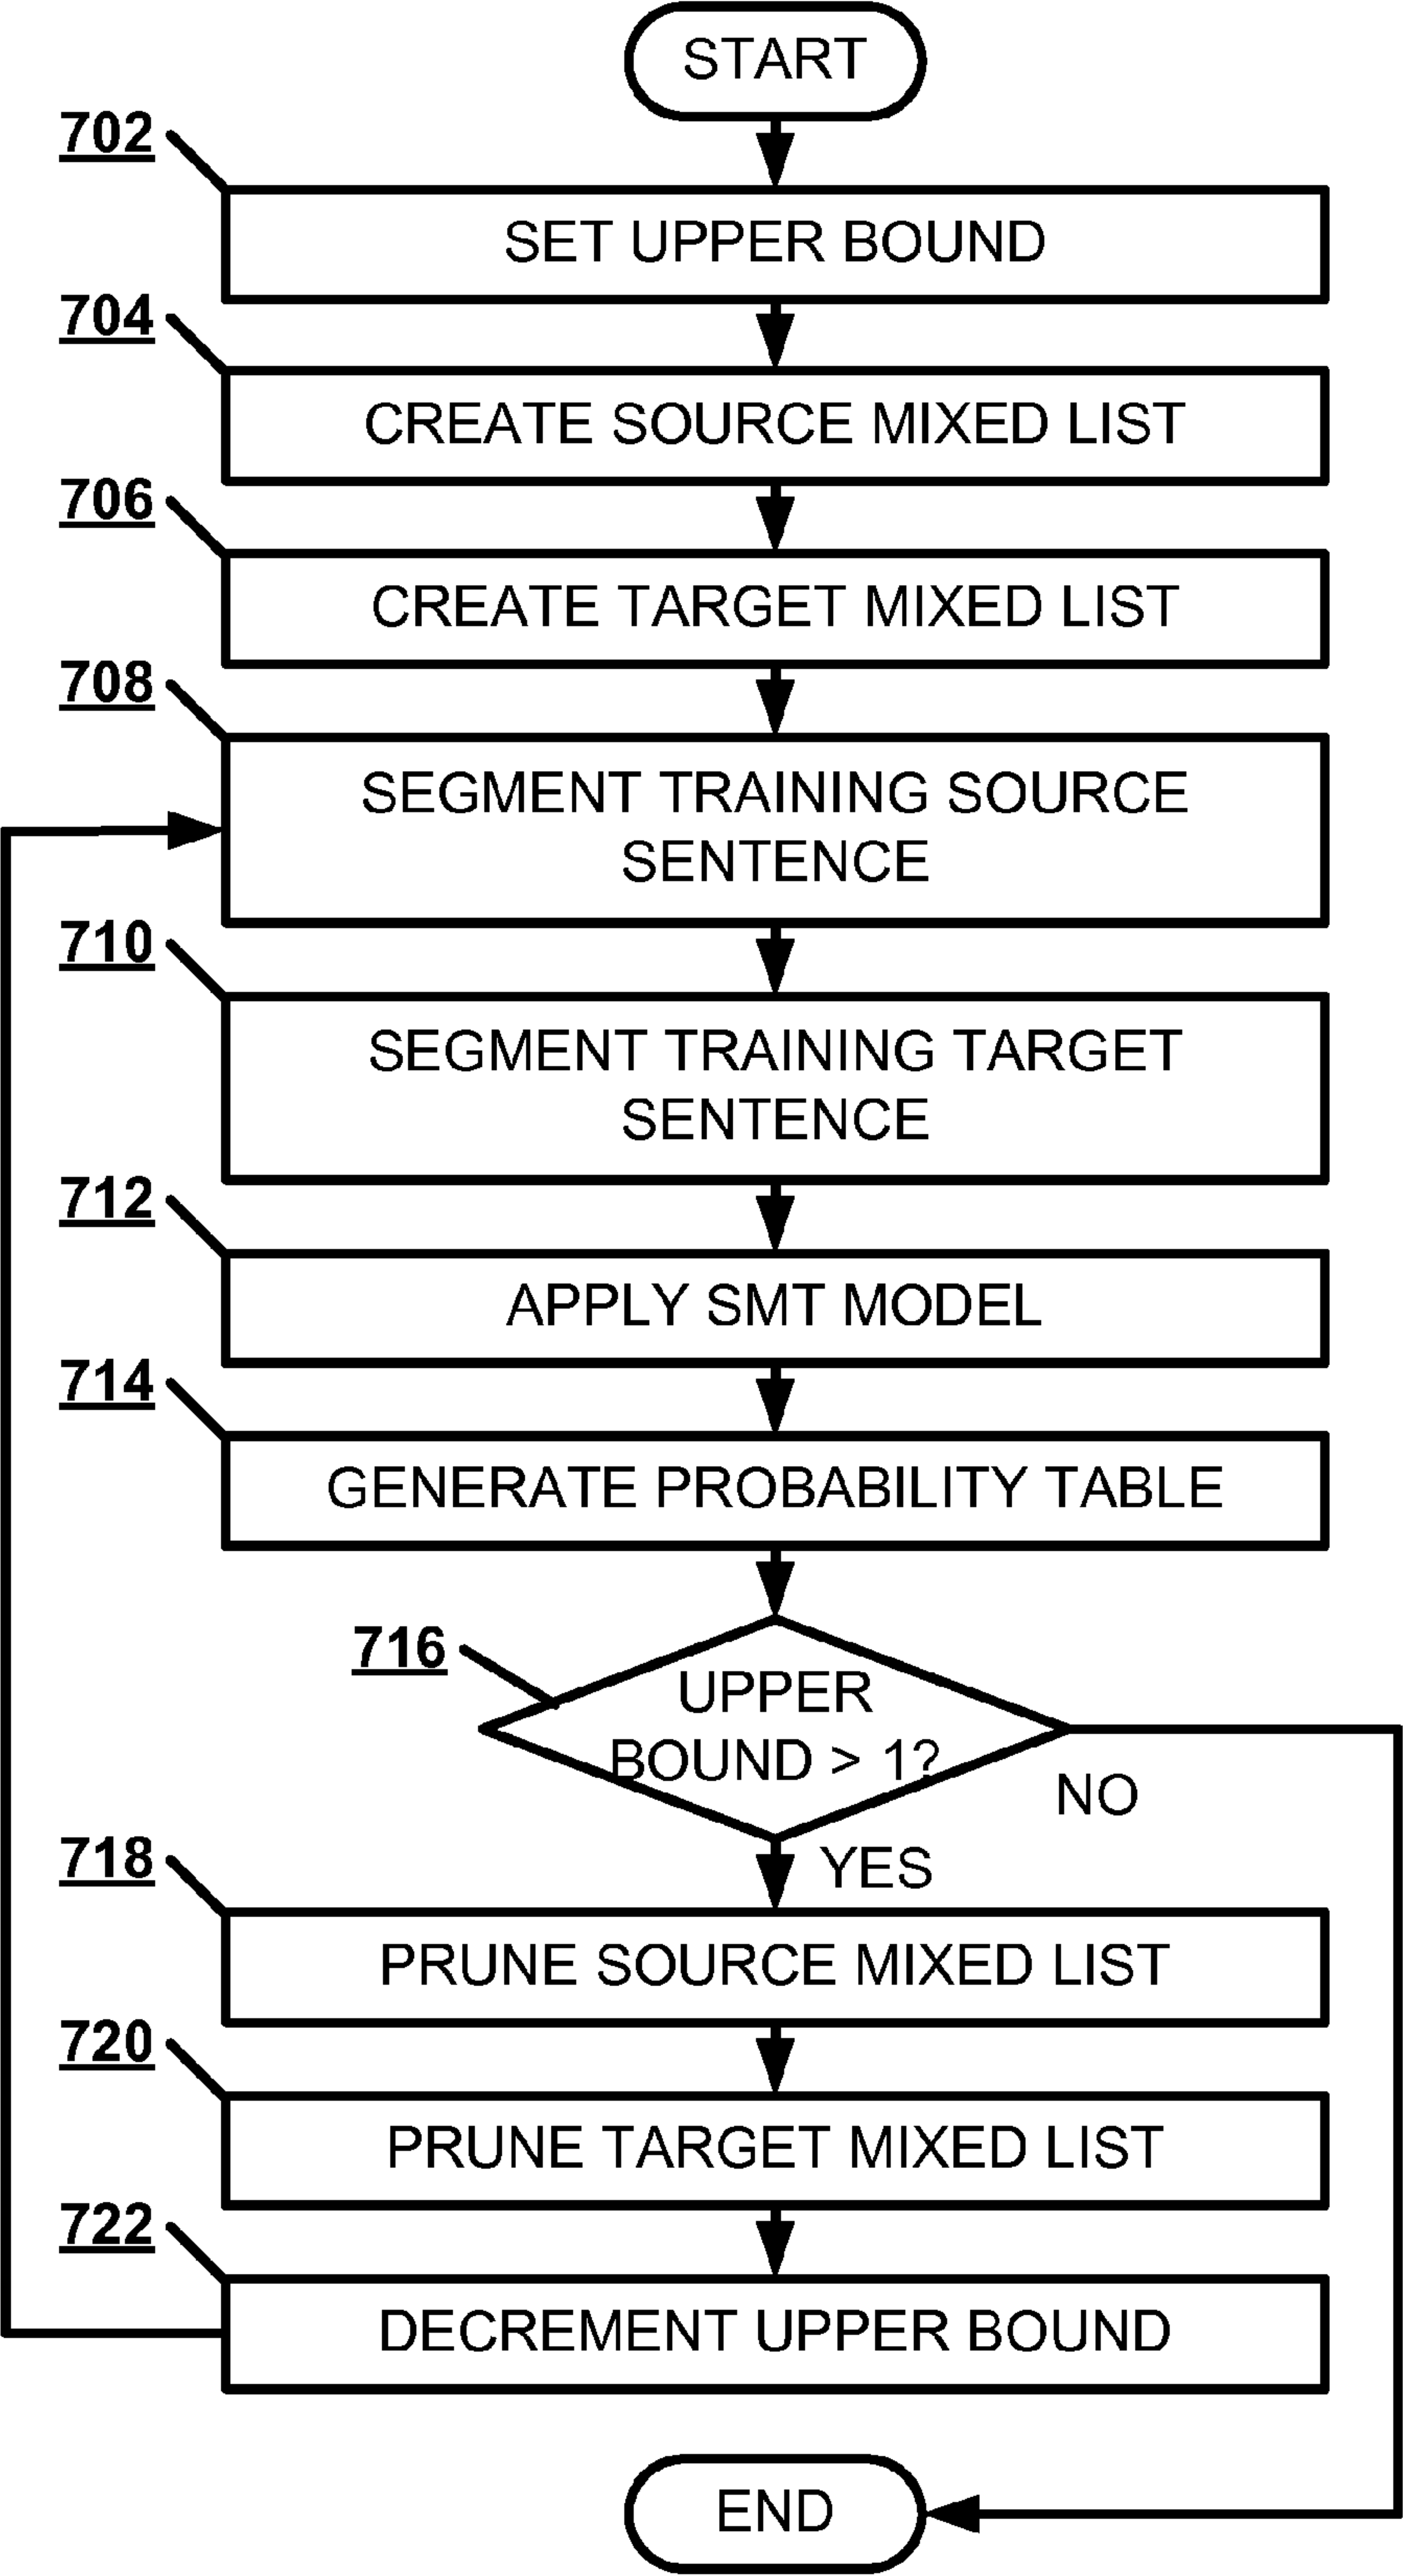 START
702
SET UPPER BOUND
704
CREATE SOURCE MIXED LIST
706
CREATE TARGET MIXED LIST
708
SEGMENT TRAINING SOURCE
SENTENCE
710
SEGMENT TRAINING TARGET
SENTENCE
712
APPLY SMT MODEL
714
GENERATE PROBABILITY TABLE
716
UPPER
BOUND > 1?
NO
YES
718
PRUNE SOURCE MIXED LIST
720
PRUNE TARGET MIXED LIST
722
DECREMENT UPPER BOUND
END